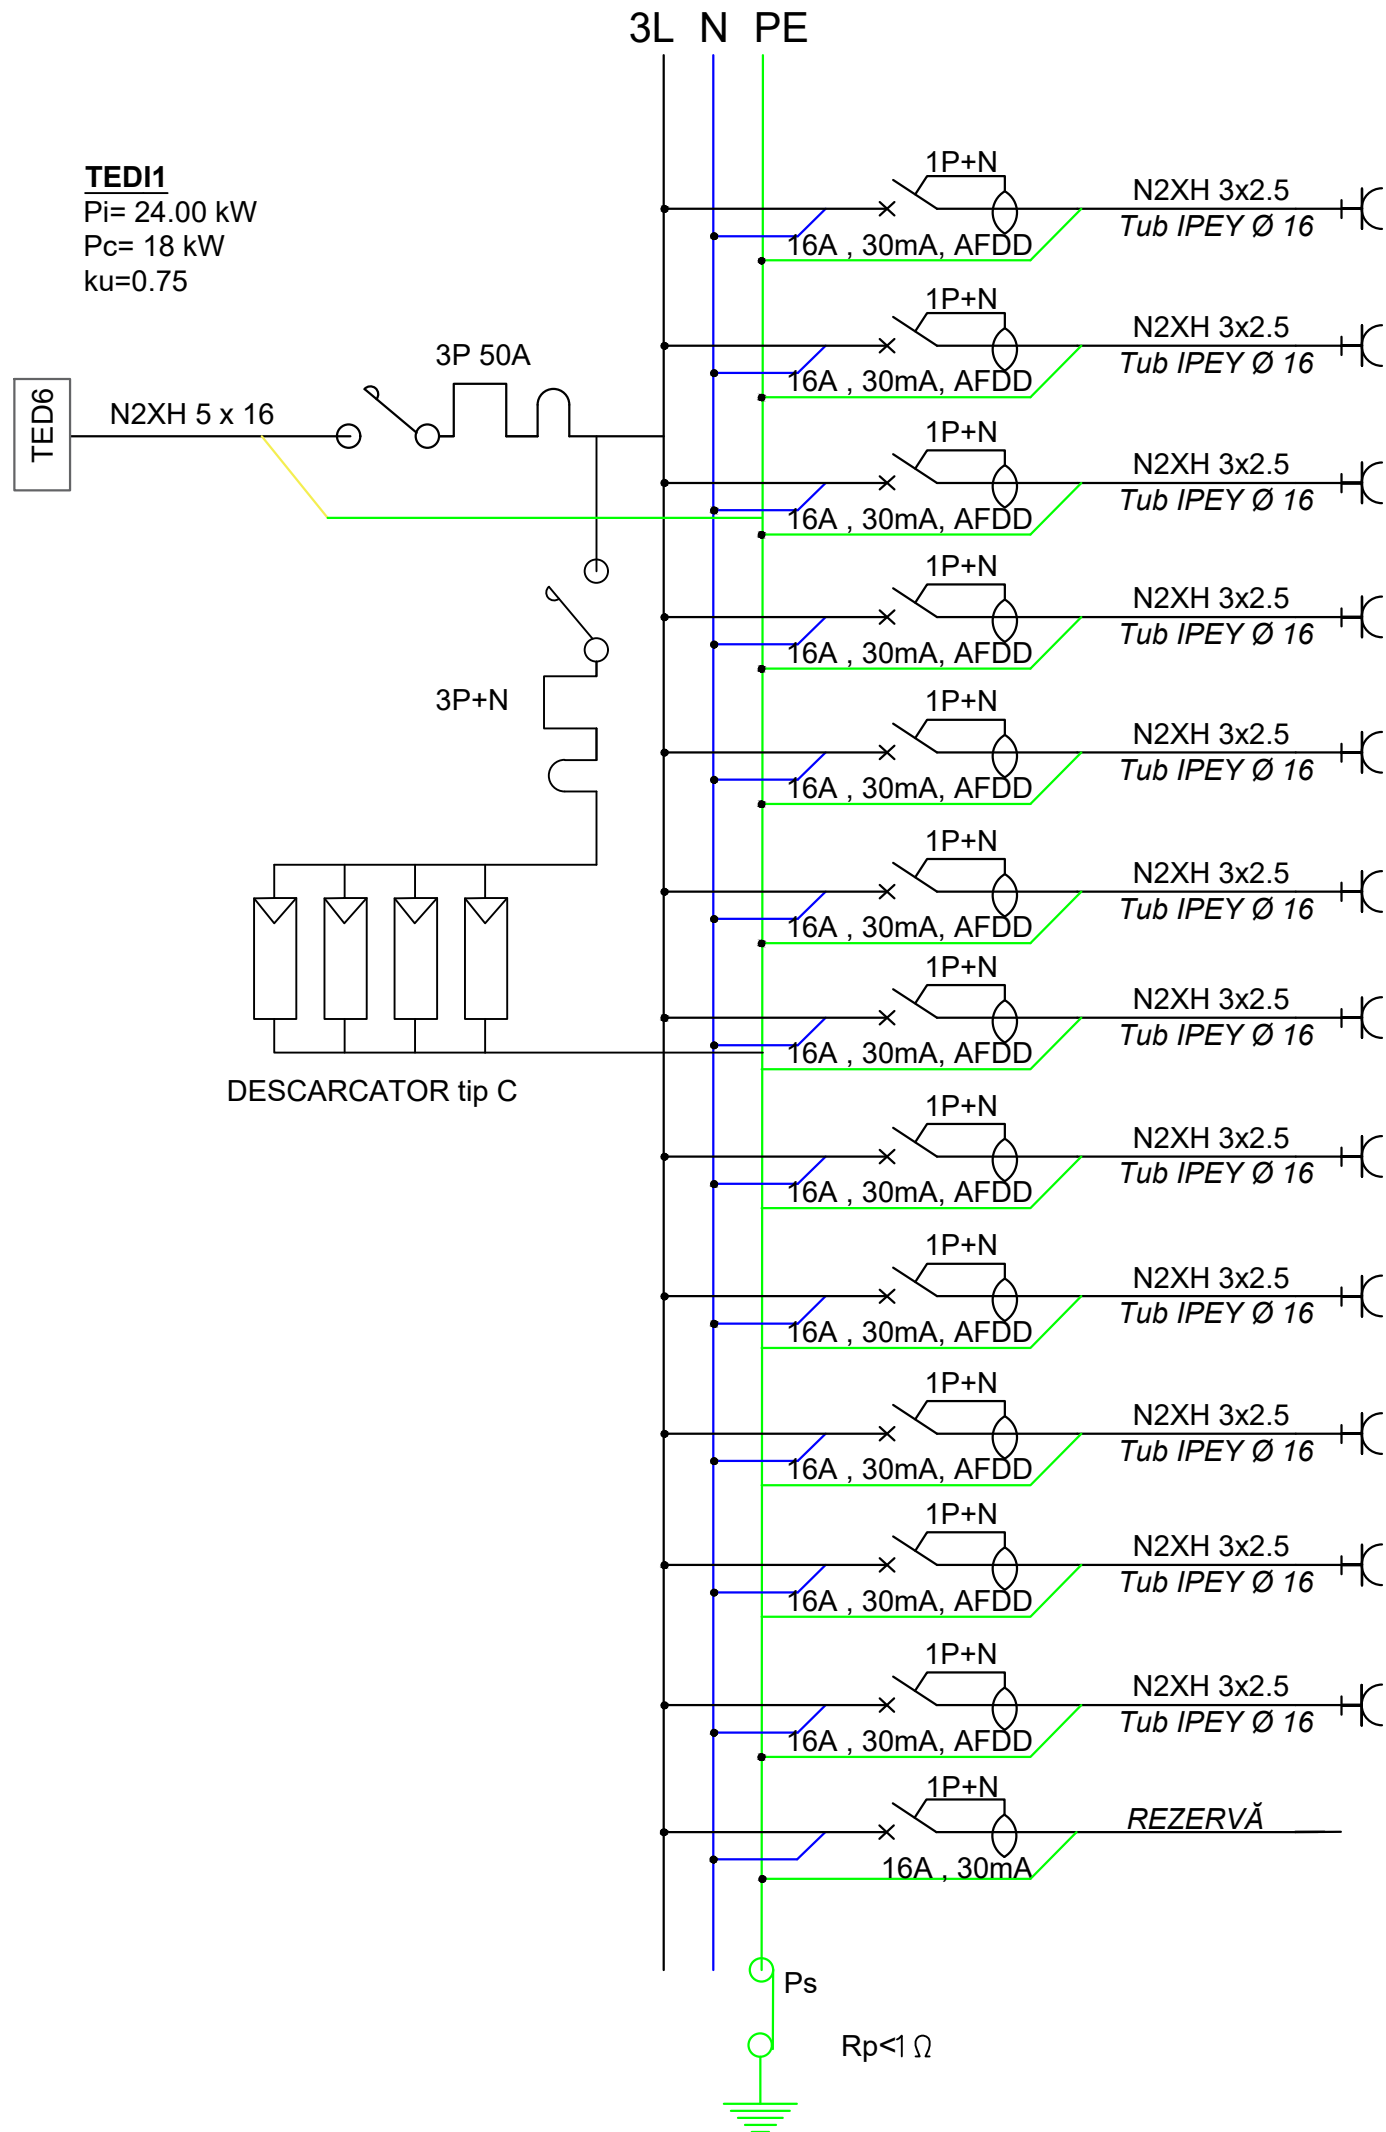 3L N PE
TEDI1
Pi= 24.00 kW
Pc= 18 kW
ku=0.75
TED6
N2XH 5 x 16
3P 50A
3P+N
DESCARCATOR tip C
1P+N
16A , 30mA, AFDD
N2XH 3x2.5
Tub IPEY Ø 16
1P+N
16A , 30mA, AFDD
N2XH 3x2.5
Tub IPEY Ø 16
1P+N
16A , 30mA, AFDD
N2XH 3x2.5
Tub IPEY Ø 16
1P+N
16A , 30mA, AFDD
N2XH 3x2.5
Tub IPEY Ø 16
1P+N
16A , 30mA, AFDD
N2XH 3x2.5
Tub IPEY Ø 16
1P+N
16A , 30mA, AFDD
N2XH 3x2.5
Tub IPEY Ø 16
1P+N
16A , 30mA, AFDD
N2XH 3x2.5
Tub IPEY Ø 16
1P+N
16A , 30mA, AFDD
N2XH 3x2.5
Tub IPEY Ø 16
1P+N
16A , 30mA, AFDD
N2XH 3x2.5
Tub IPEY Ø 16
1P+N
16A , 30mA, AFDD
N2XH 3x2.5
Tub IPEY Ø 16
1P+N
16A , 30mA, AFDD
N2XH 3x2.5
Tub IPEY Ø 16
1P+N
16A , 30mA, AFDD
N2XH 3x2.5
Tub IPEY Ø 16
1P+N
16A , 30mA
REZERVĂ
Ps
Rp<1 Ω